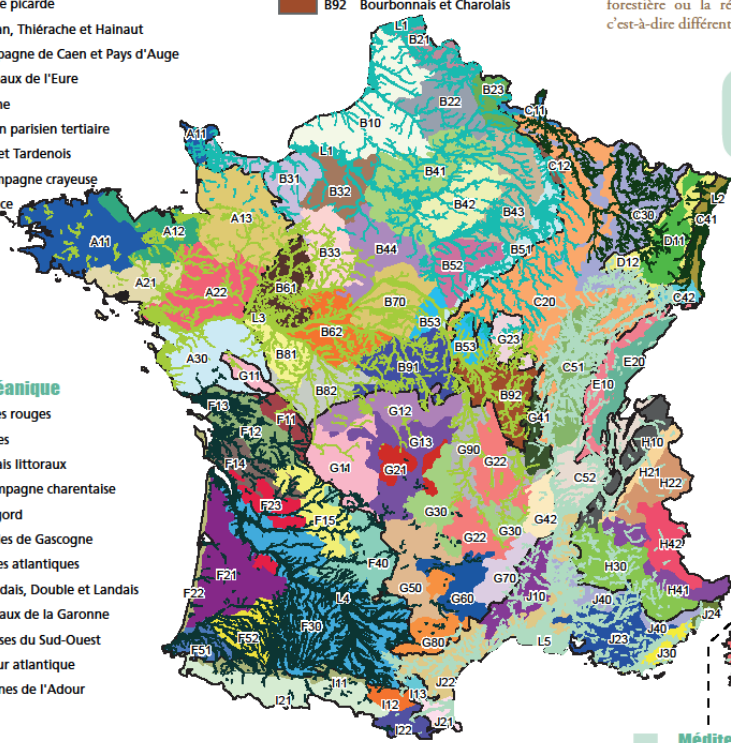 e picarde
n, Thiérache et Hainaut
pagne de Caen et Pays d'Auge
aux de l'Eure
ne
n parisien tertiaire
et Tardenois
mpagne crayeuse
ce
B92 Bourbonnais et Charolais
forestière ou la ré
c'est-à-dire différent
éanique
es rouges
es
ais littoraux
mpagne charentaise
gord
es de Gascogne
es atlantiques
dais, Double et Landais
aux de la Garonne
ses du Sud-Ouest
ur atlantique
nes de l'Adour
L1
B21
B23
B22
C11
B10
A11
L1
B31
B32
B41
C12
B42
B43
C30
L2
C41
A13
A11
A12
B33
B44
B51
D11
B52
D12
A21
A22
B61
B70
C20
C42
L3
B62
B53
B53
G23
A30
B81
B91
C51
E20
E10
G11
B82
B92
F13
G12
G41
F11
F12
G13
H10
F14
G11
G21
G90
G22
H21
H22
C52
F23
G30
G42
F15
G22
G30
H42
F40
H30
F21
G50
G70
F22
L4
G60
J10
H41
J40
J24
F30
J23
J40
F51
F52
G80
L5
J30
I11
J22
I21
I13
I12
I22
J21
Médite